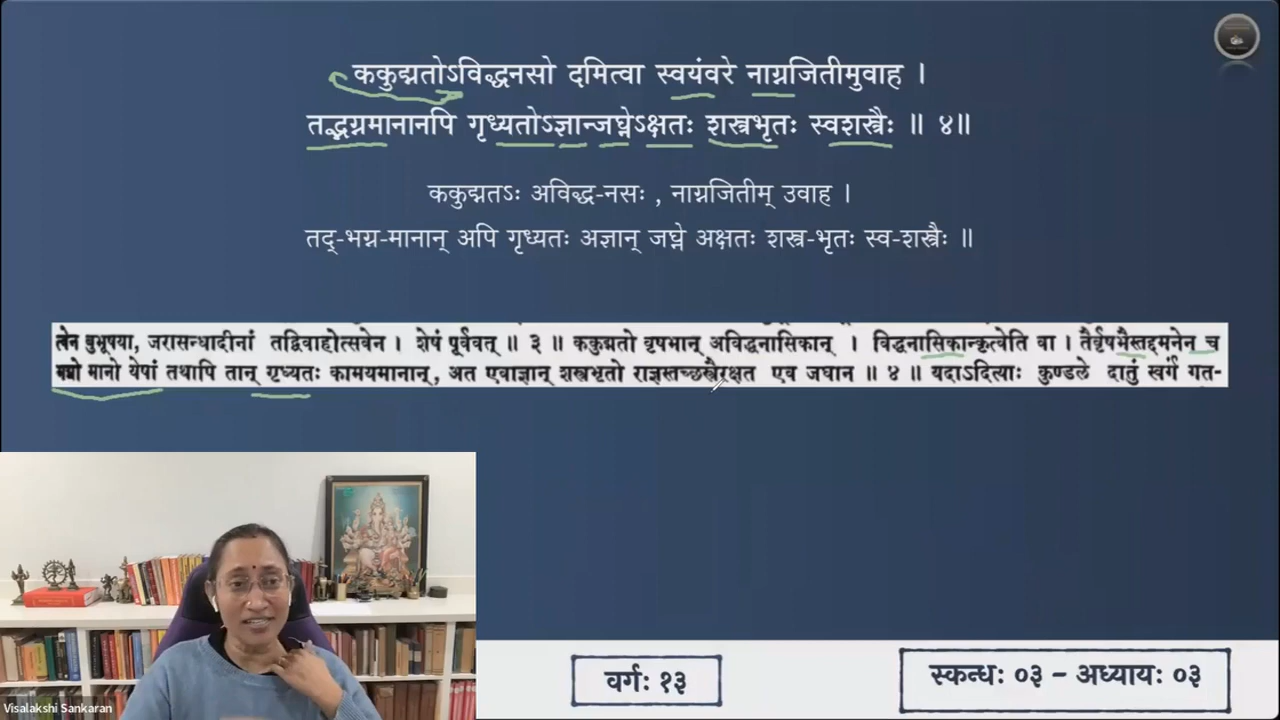 ककुद्मतोऽविद्धनसो दमित्वा स्वयंवरे नाग्नजितीमुवाह ।
तद्भग्नमानानपि गृध्यतोऽज्ञान्जघ्नेऽक्षतः शस्त्रभृतः स्वशस्त्रैः ॥ ४॥
ककुद्मतऽः अविद्ध-नसः , नाग्नजितीम् उवाह ।
तद्-भग्न-मानान् अपि गृध्यतः अज्ञान् जघ्ने अक्षतः शस्त्र-भृतः स्व-शस्त्रैः ॥
बुभूषया, जरासन्धादीनां तद्विवाहोत्सवेन । शेषं पूर्ववत् ॥ ३ ॥ ककुद्मतो वृषभान् अविद्धनासिकान् । विद्धनासिकान्कृत्वेति वा । तैर्वृषभैस्तद्दमनेन च
मानो येषां तथापि तान् गृध्यतः कामयमानान्, अत एवाज्ञान् शस्त्रभृतो राज्ञस्तच्छस्त्रैरक्षत एव जघान ॥ ४ ॥ यदाऽदित्याः कुण्डले दातुं स्वर्गं गत-
Visalakshi Sankaran
वर्गः १३
स्कन्धः ०३ – अध्यायः ०३